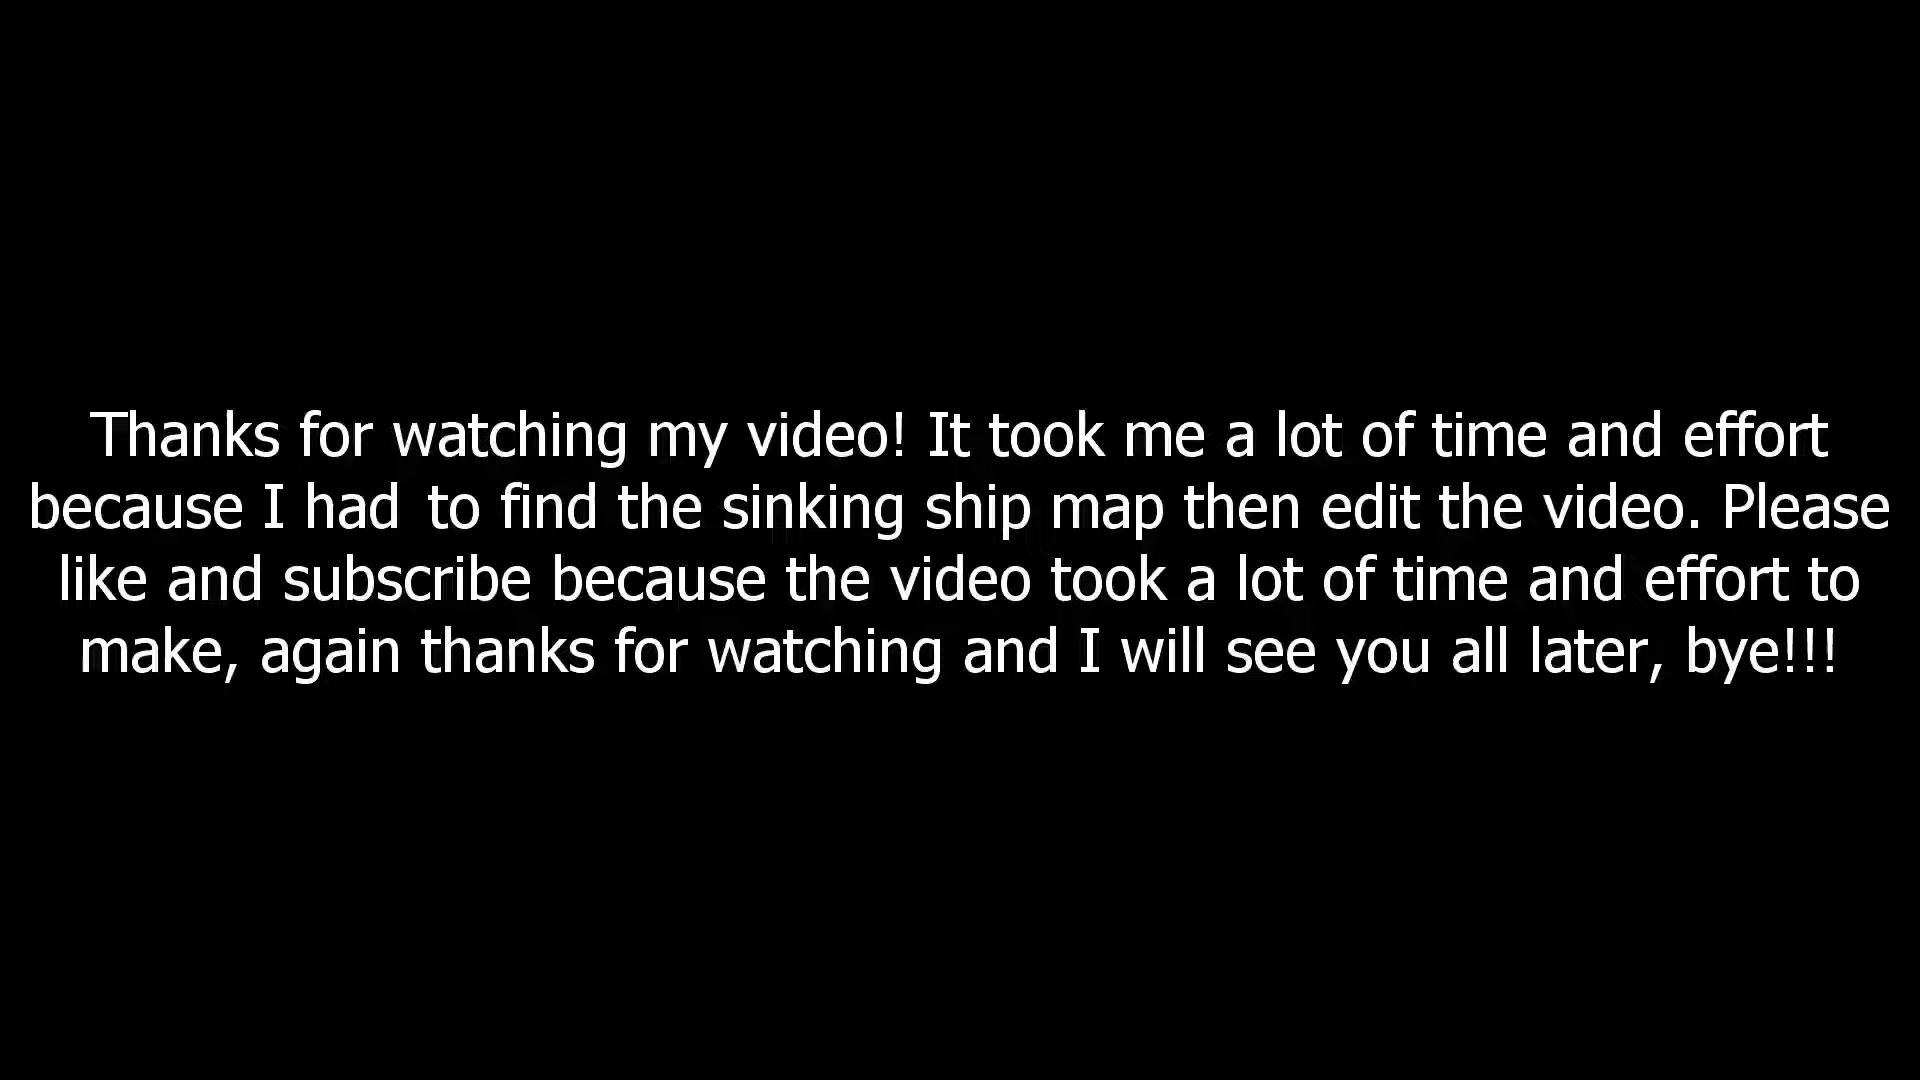 Thanks for watching my video! It took me a lot of time and effort
because I had to find the sinking ship map then edit the video. Please
like and subscribe because the video took a lot of time and effort to
make, again thanks for watching and I will see you all later, bye!!!